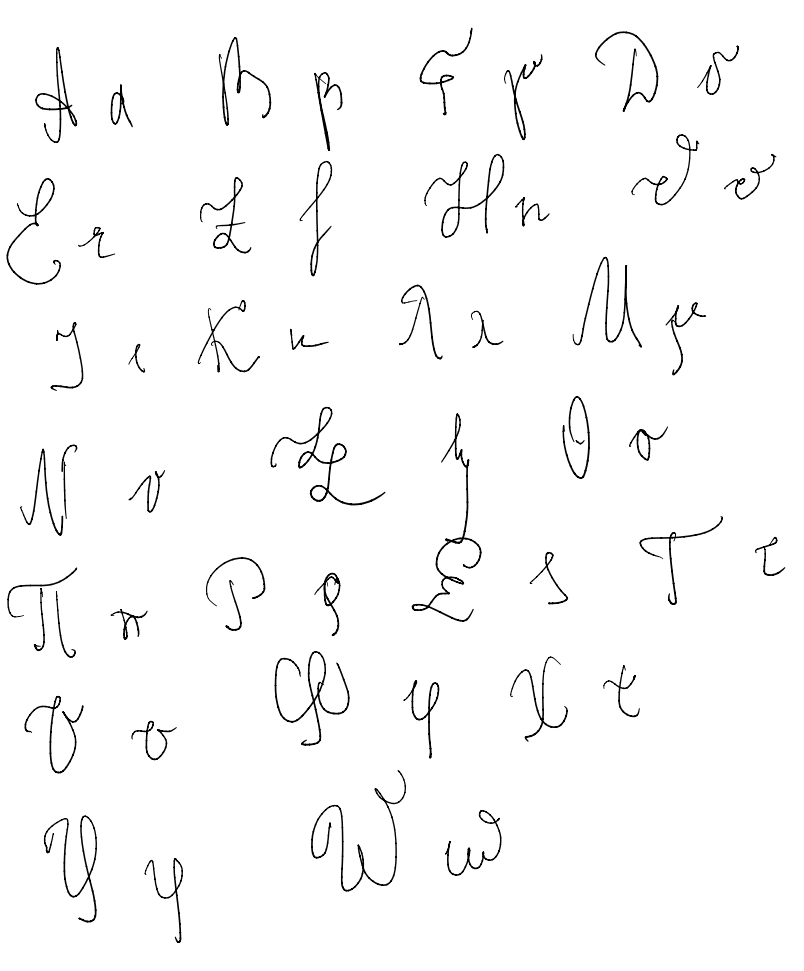 Α α Β β Γ γ Δ δ
Ε ε Ζ ζ Η η Θ θ
Ι ι Κ κ Λ λ Μ μ
Ν ν Ξ ξ Ο ο
Π π Ρ ρ Σ ς Τ τ
Υ υ Φ φ Χ χ
Ψ ψ Ω ω